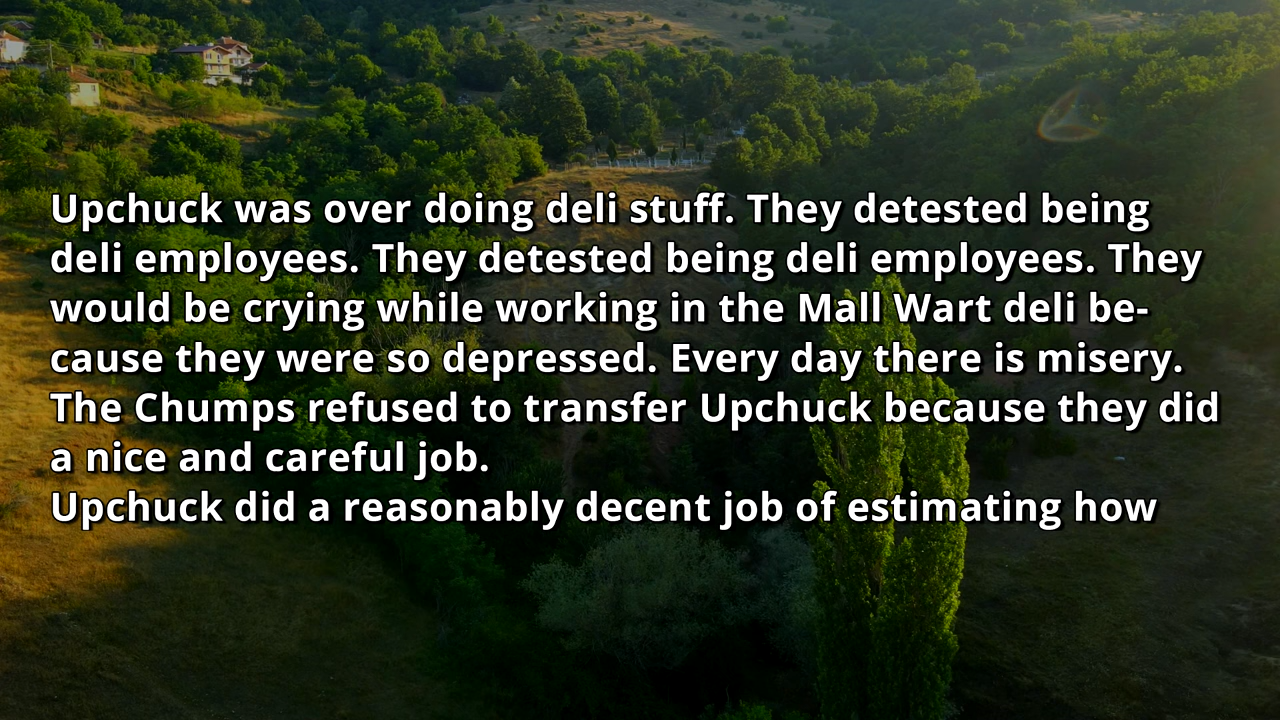 Upchuck was over doing deli stuff. They detested being
deli employees. They detested being deli employees. They
would be crying while working in the Mall Wart deli be-
cause they were so depressed. Every day there is misery.
The Chumps refused to transfer Upchuck because they did
a nice and careful job.
Upchuck did a reasonably decent job of estimating how